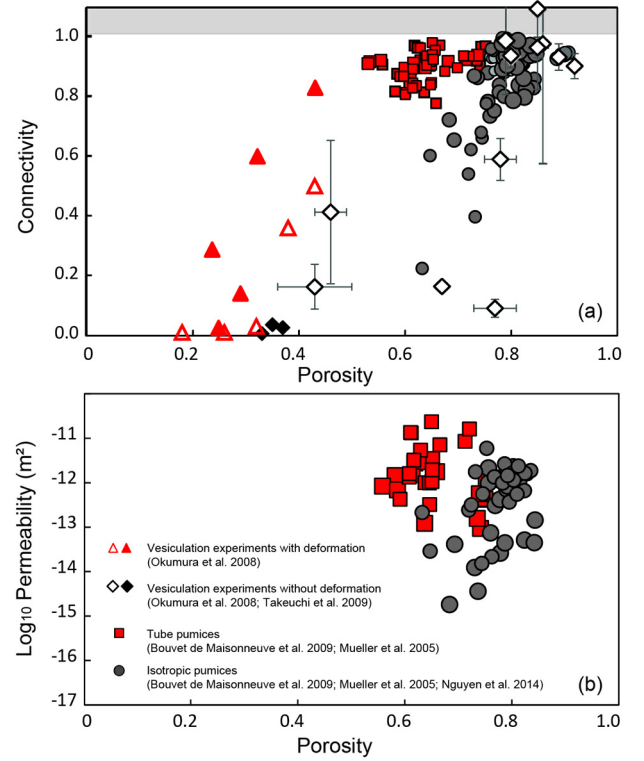 1.0
0.8
0.6
0.4
0.2
0.0
Connectivity
(a)
0 0.2 0.4 0.6 0.8 1.0
Porosity
-11
-12
-13
-14
-15
-16
-17
Log₁₀ Permeability (m²)
Vesiculation experiments with deformation
(Okumura et al. 2008)
Vesiculation experiments without deformation
(Okumura et al. 2008; Takeuchi et al. 2009)
Tube pumices
(Bouvet de Maisonneuve et al. 2009; Mueller et al. 2005)
Isotropic pumices
(Bouvet de Maisonneuve et al. 2009; Mueller et al. 2005; Nguyen et al. 2014)
(b)
0 0.2 0.4 0.6 0.8 1.0
Porosity